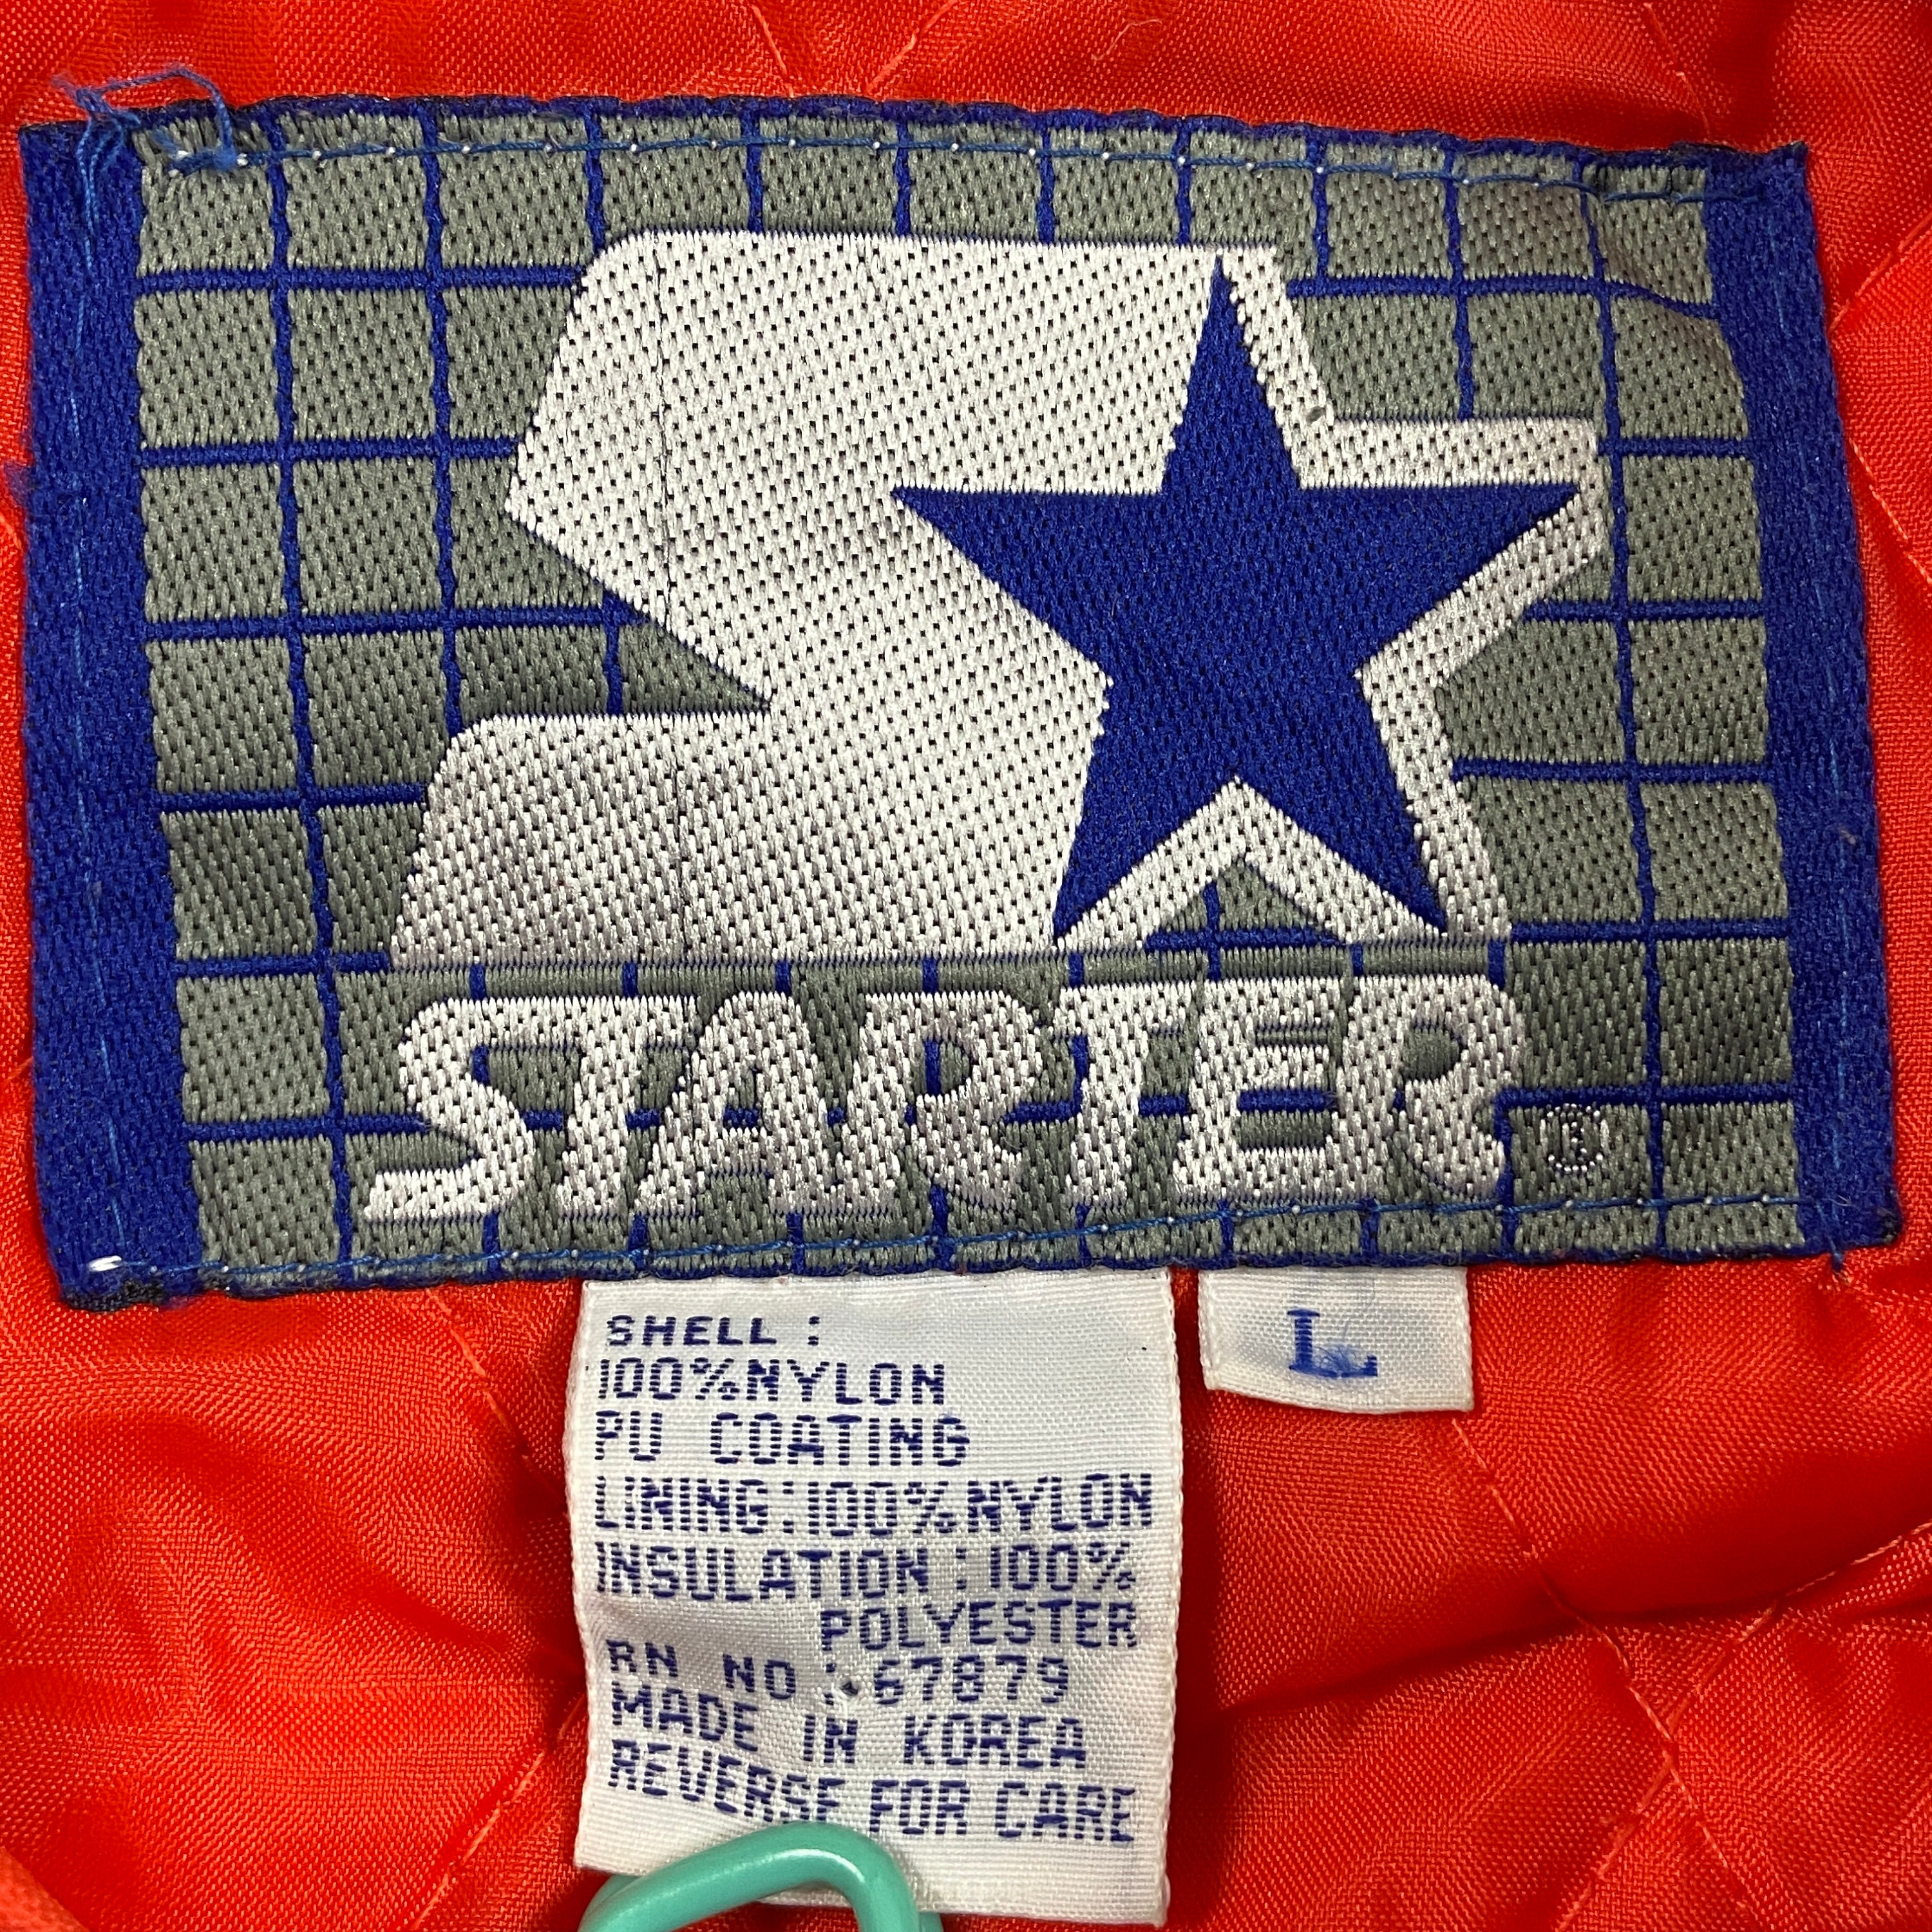 STARTER ®
SHELL :
100%NYLON
PU COATING
LINING:100%NYLON
INSULATION:100%
POLYESTER
RN NO : 67879
MADE IN KOREA
REVERSE FOR CARE
L